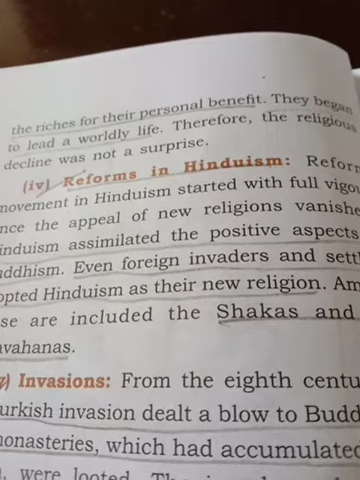 the riches for their personal benefit. They began
to lead a worldly life. Therefore, the religious
decline was not a surprise.
(iv) Reforms in Hinduism: Reform
movement in Hinduism started with full vigo
nce the appeal of new religions vanishe
induism assimilated the positive aspects
uddhism. Even foreign invaders and settl
opted Hinduism as their new religion. Am
se are included the Shakas and
avahanas.
) Invasions: From the eighth centu
urkish invasion dealt a blow to Budd
monasteries, which had accumulated
were looted.